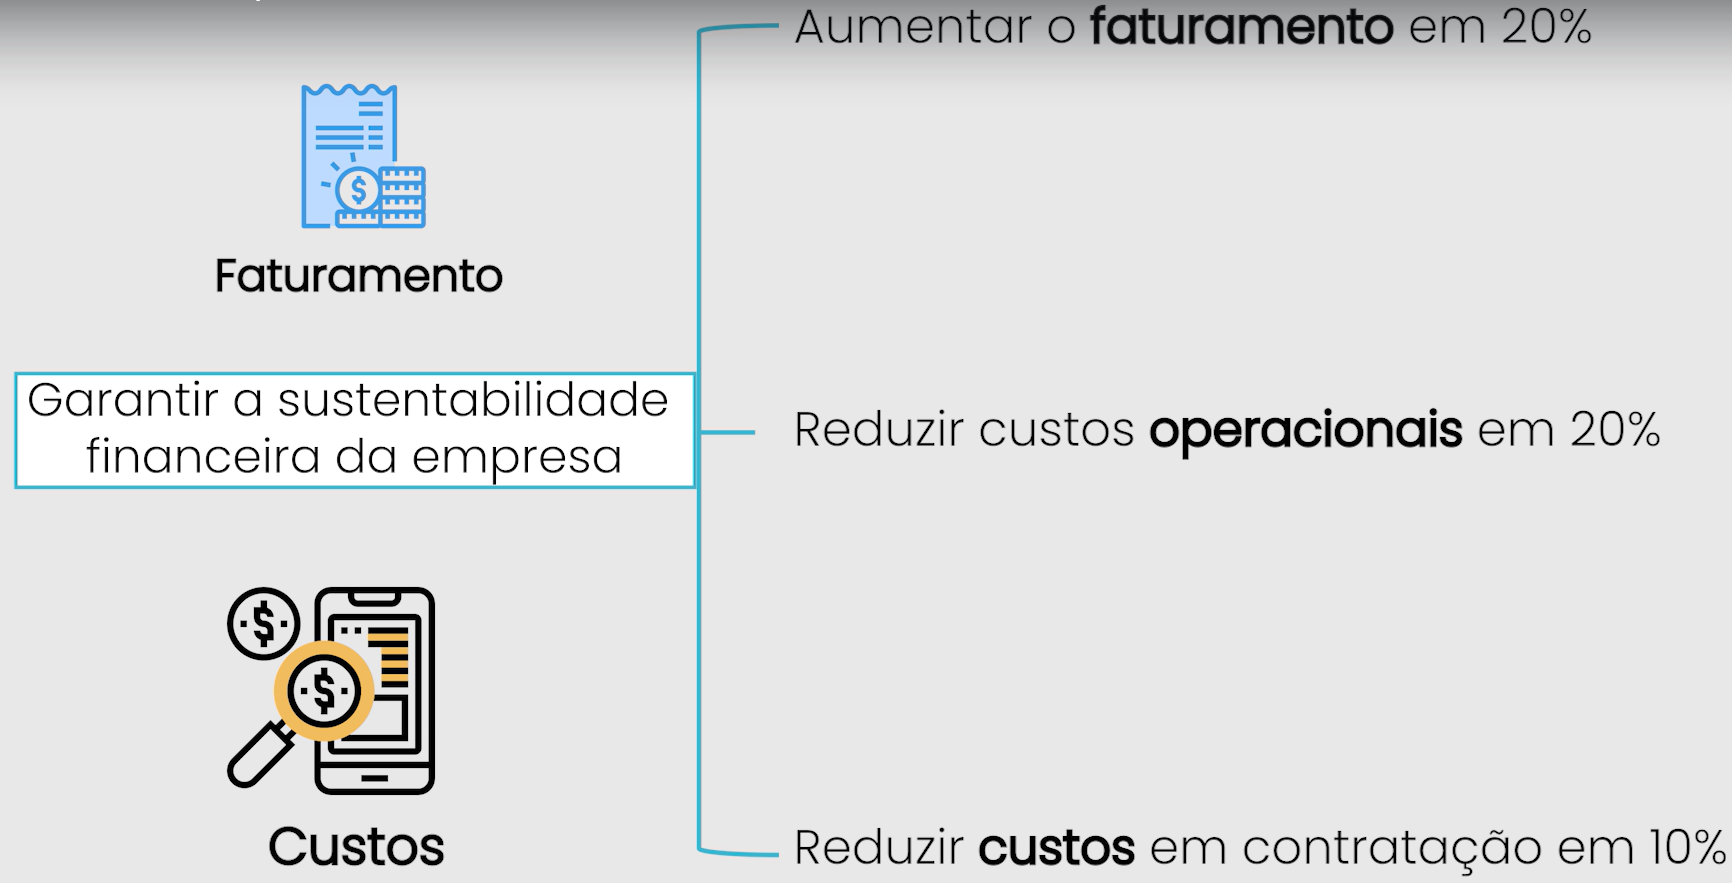 Aumentar o faturamento em 20%
Faturamento
Garantir a sustentabilidade
financeira da empresa
Reduzir custos operacionais em 20%
Custos
Reduzir custos em contratação em 10%